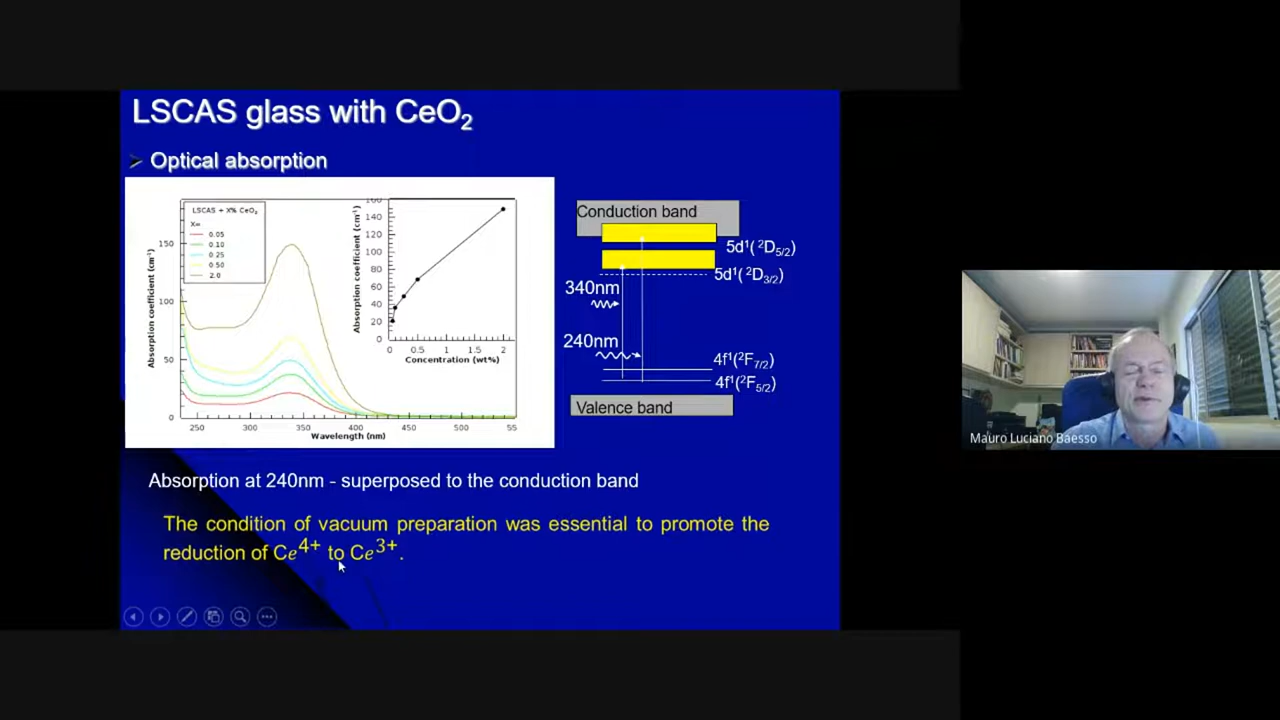 LSCAS glass with CeO₂
➢ Optical absorption
LSCAS + X% CeO₂
X=
0.05
0.10
0.25
0.50
2.0
Absorption coefficient (cm⁻¹)
150
100
50
0
250
300
350
400
450
500
55
Wavelength (nm)
Absorption coefficient (cm⁻¹)
160
140
120
100
80
60
40
20
0
0
0.5
1
1.5
2
Concentration (wt%)
Conduction band
5d¹(²D₅/₂)
5d¹(²D₃/₂)
340nm
240nm
4f¹(²F₇/₂)
4f¹(²F₅/₂)
Valence band
Absorption at 240nm - superposed to the conduction band
The condition of vacuum preparation was essential to promote the
reduction of Ce⁴⁺ to Ce³⁺.
Mauro Luciano Baesso